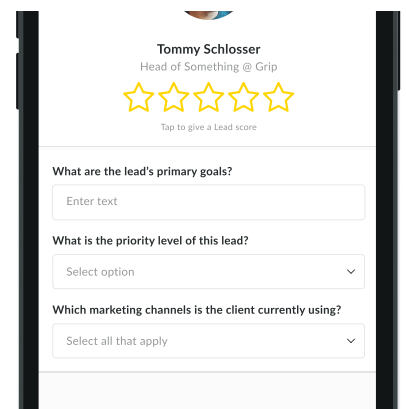 Tommy Schlosser
Head of Something @ Grip
Tap to give a Lead score
What are the lead's primary goals?
Enter text
What is the priority level of this lead?
Select option
Which marketing channels is the client currently using?
Select all that apply